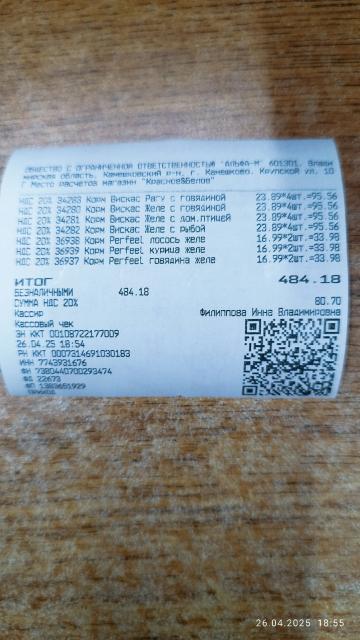 ОБЩЕСТВО С ОГРАНИЧЕННОЙ ОТВЕТСТВЕННОСТЬЮ "АЛЬФА-М" 601301, Влади
мирская область, Камешковский р-н, г. Камешково, Крупской ул, 10
Г Место расчетов магазин "Красное&Белое"
НДС 20% 34283 Корм Вискас Рагу с говядиной 23.89*4шт.=95.56
НДС 20% 34280 Корм Вискас Желе с говядиной 23.89*4шт.=95.56
НДС 20% 34281 Корм Вискас Желе с дом.птицей 23.89*4шт.=95.56
НДС 20% 34282 Корм Вискас Желе с рыбой 23.89*4шт.=95.56
НДС 20% 36938 Корм Perfeel лосось желе 16.99*2шт.=33.98
НДС 20% 36939 Корм Perfeel курица желе 16.99*2шт.=33.98
НДС 20% 36937 Корм Perfeel говядина желе 16.99*2шт.=33.98
ИТОГ 484.18
БЕЗНАЛИЧНЫМИ 484.18
СУММА НДС 20% 80.70
Кассир Филиппова Инна Владимировна
Кассовый чек
ЗН ККТ 00108722177009
26.04.25 18:54
РН ККТ 0007314691030183
ИНН 7743931676
ФН 7380440700293474
ФД 22673
ФП 1383651929
ПРИХОД
26.04.2025 18:55